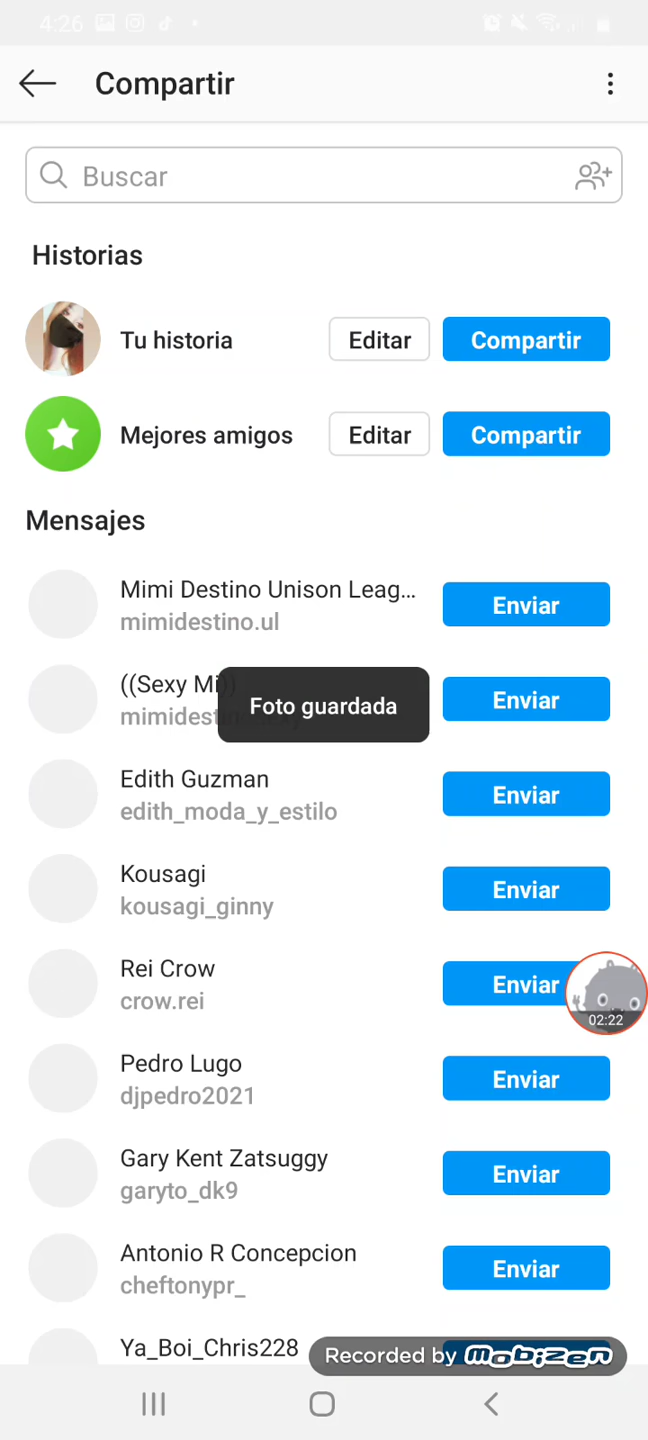 4:26
Compartir
Buscar
Historias
Tu historia
Editar
Compartir
Mejores amigos
Editar
Compartir
Mensajes
Mimi Destino Unison Leag...
mimidestino.ul
Enviar
((Sexy Mi))
Enviar
Foto guardada
Edith Guzman
edith_moda_y_estilo
Enviar
Kousagi
kousagi_ginny
Enviar
Rei Crow
crow.rei
Enviar
02:22
Pedro Lugo
djpedro2021
Enviar
Gary Kent Zatsuggy
garyto_dk9
Enviar
Antonio R Concepcion
cheftonypr_
Enviar
Ya_Boi_Chris228
Recorded by mobizen